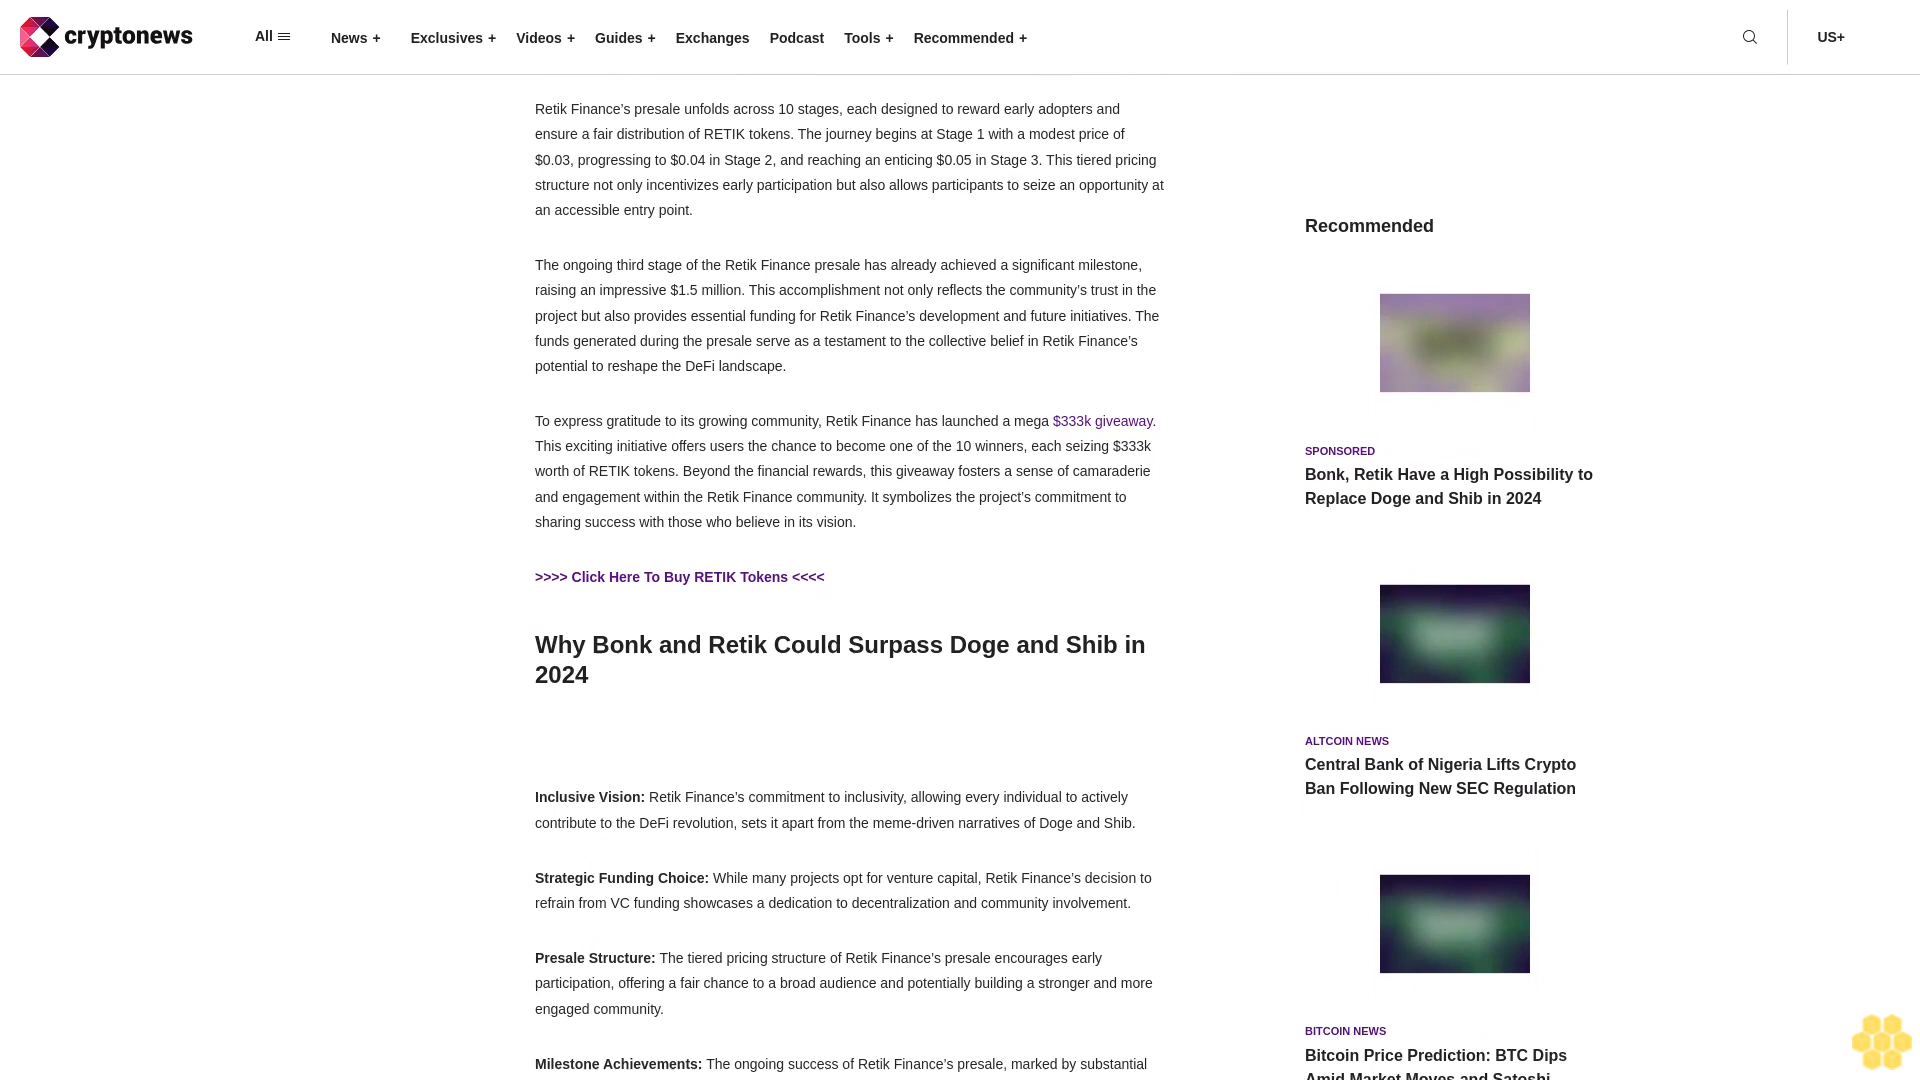 cryptonews
All
News +
Exclusives +
Videos +
Guides +
Exchanges
Podcast
Tools +
Recommended +
US+
Retik Finance’s presale unfolds across 10 stages, each designed to reward early adopters and
ensure a fair distribution of RETIK tokens. The journey begins at Stage 1 with a modest price of
$0.03, progressing to $0.04 in Stage 2, and reaching an enticing $0.05 in Stage 3. This tiered pricing
structure not only incentivizes early participation but also allows participants to seize an opportunity at
an accessible entry point.
The ongoing third stage of the Retik Finance presale has already achieved a significant milestone,
raising an impressive $1.5 million. This accomplishment not only reflects the community’s trust in the
project but also provides essential funding for Retik Finance’s development and future initiatives. The
funds generated during the presale serve as a testament to the collective belief in Retik Finance’s
potential to reshape the DeFi landscape.
To express gratitude to its growing community, Retik Finance has launched a mega $333k giveaway.
This exciting initiative offers users the chance to become one of the 10 winners, each seizing $333k
worth of RETIK tokens. Beyond the financial rewards, this giveaway fosters a sense of camaraderie
and engagement within the Retik Finance community. It symbolizes the project’s commitment to
sharing success with those who believe in its vision.
>>>> Click Here To Buy RETIK Tokens <<<<
Why Bonk and Retik Could Surpass Doge and Shib in
2024
Inclusive Vision: Retik Finance’s commitment to inclusivity, allowing every individual to actively
contribute to the DeFi revolution, sets it apart from the meme-driven narratives of Doge and Shib.
Strategic Funding Choice: While many projects opt for venture capital, Retik Finance’s decision to
refrain from VC funding showcases a dedication to decentralization and community involvement.
Presale Structure: The tiered pricing structure of Retik Finance’s presale encourages early
participation, offering a fair chance to a broad audience and potentially building a stronger and more
engaged community.
Milestone Achievements: The ongoing success of Retik Finance’s presale, marked by substantial
Recommended
SPONSORED
Bonk, Retik Have a High Possibility to
Replace Doge and Shib in 2024
ALTCOIN NEWS
Central Bank of Nigeria Lifts Crypto
Ban Following New SEC Regulation
BITCOIN NEWS
Bitcoin Price Prediction: BTC Dips
Amid Market Moves and Satoshi